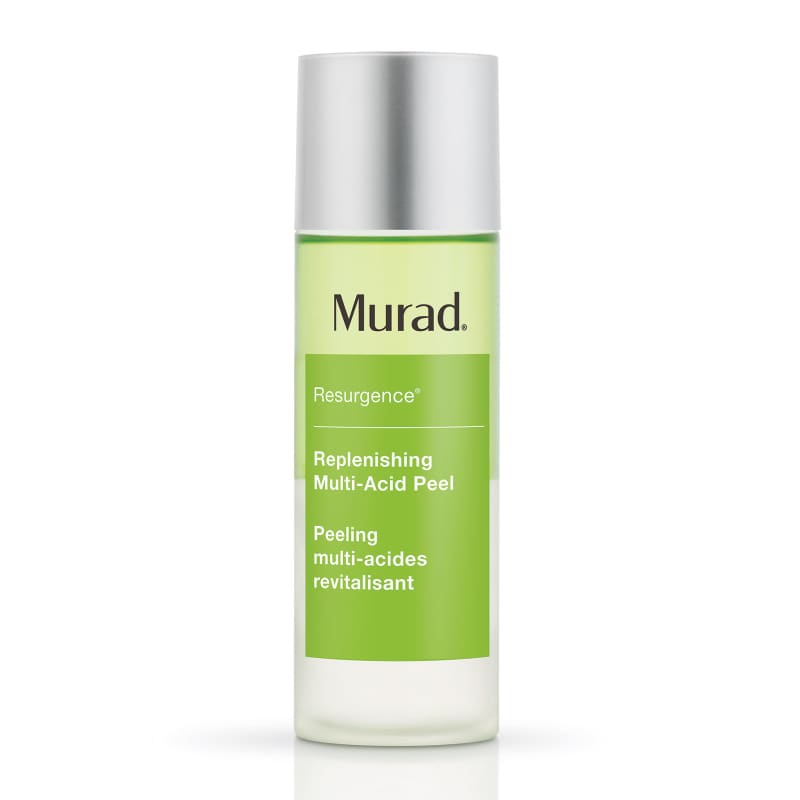 Murad®
Resurgence®
Replenishing
Multi-Acid Peel
Peeling
multi-acides
revitalisant